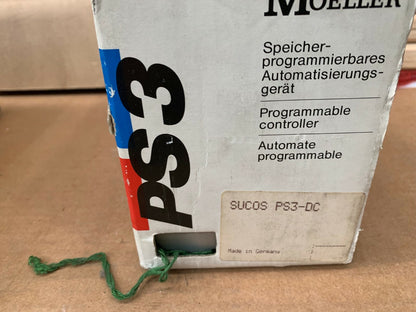 MOELLER
Speicher-
programmierbares
Automatisierungs-
gerät
Programmable
controller
Automate
programmable
PS3
SUCOS PS3-DC
Made in Germany